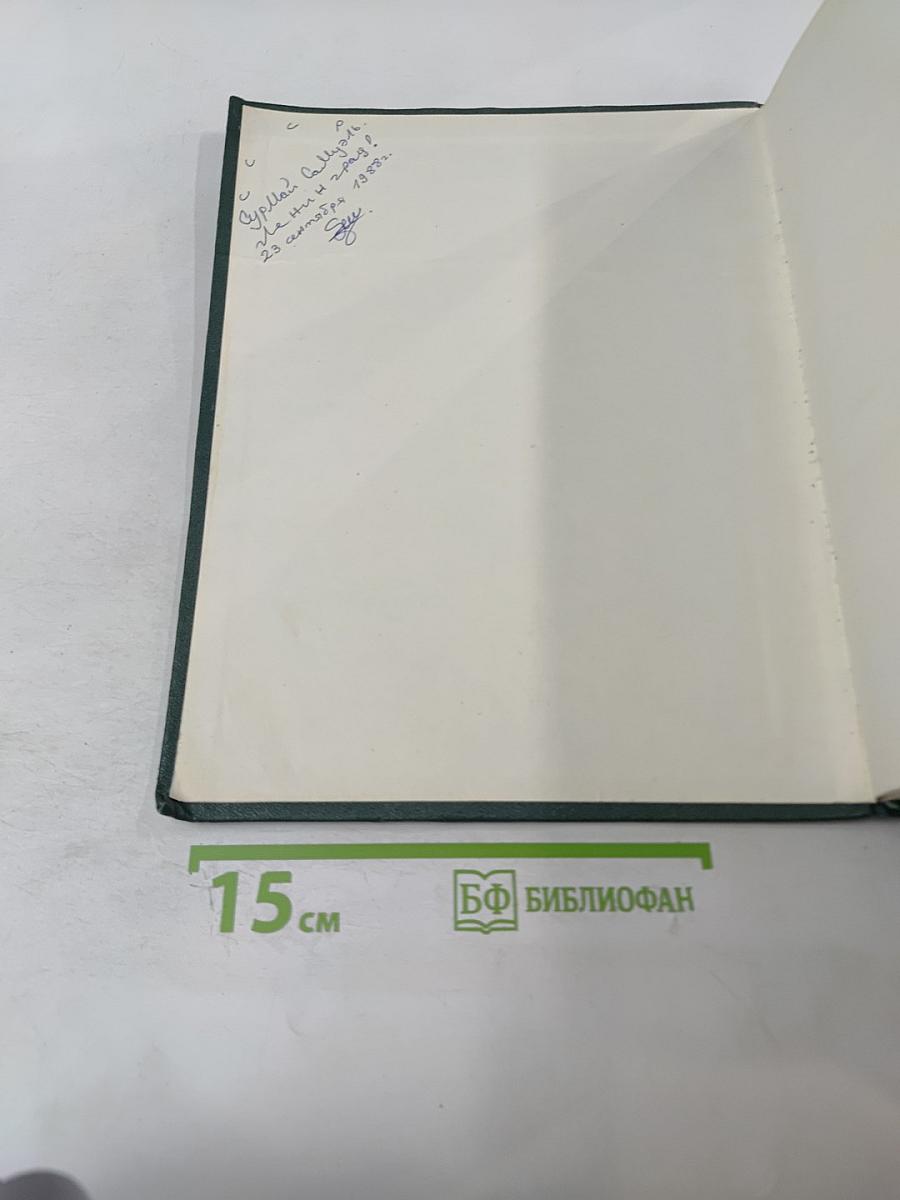 Сурмай Самуэль.
Ленинград!
23 сентября 1988г.
15 см
БФ БИБЛИОФАН